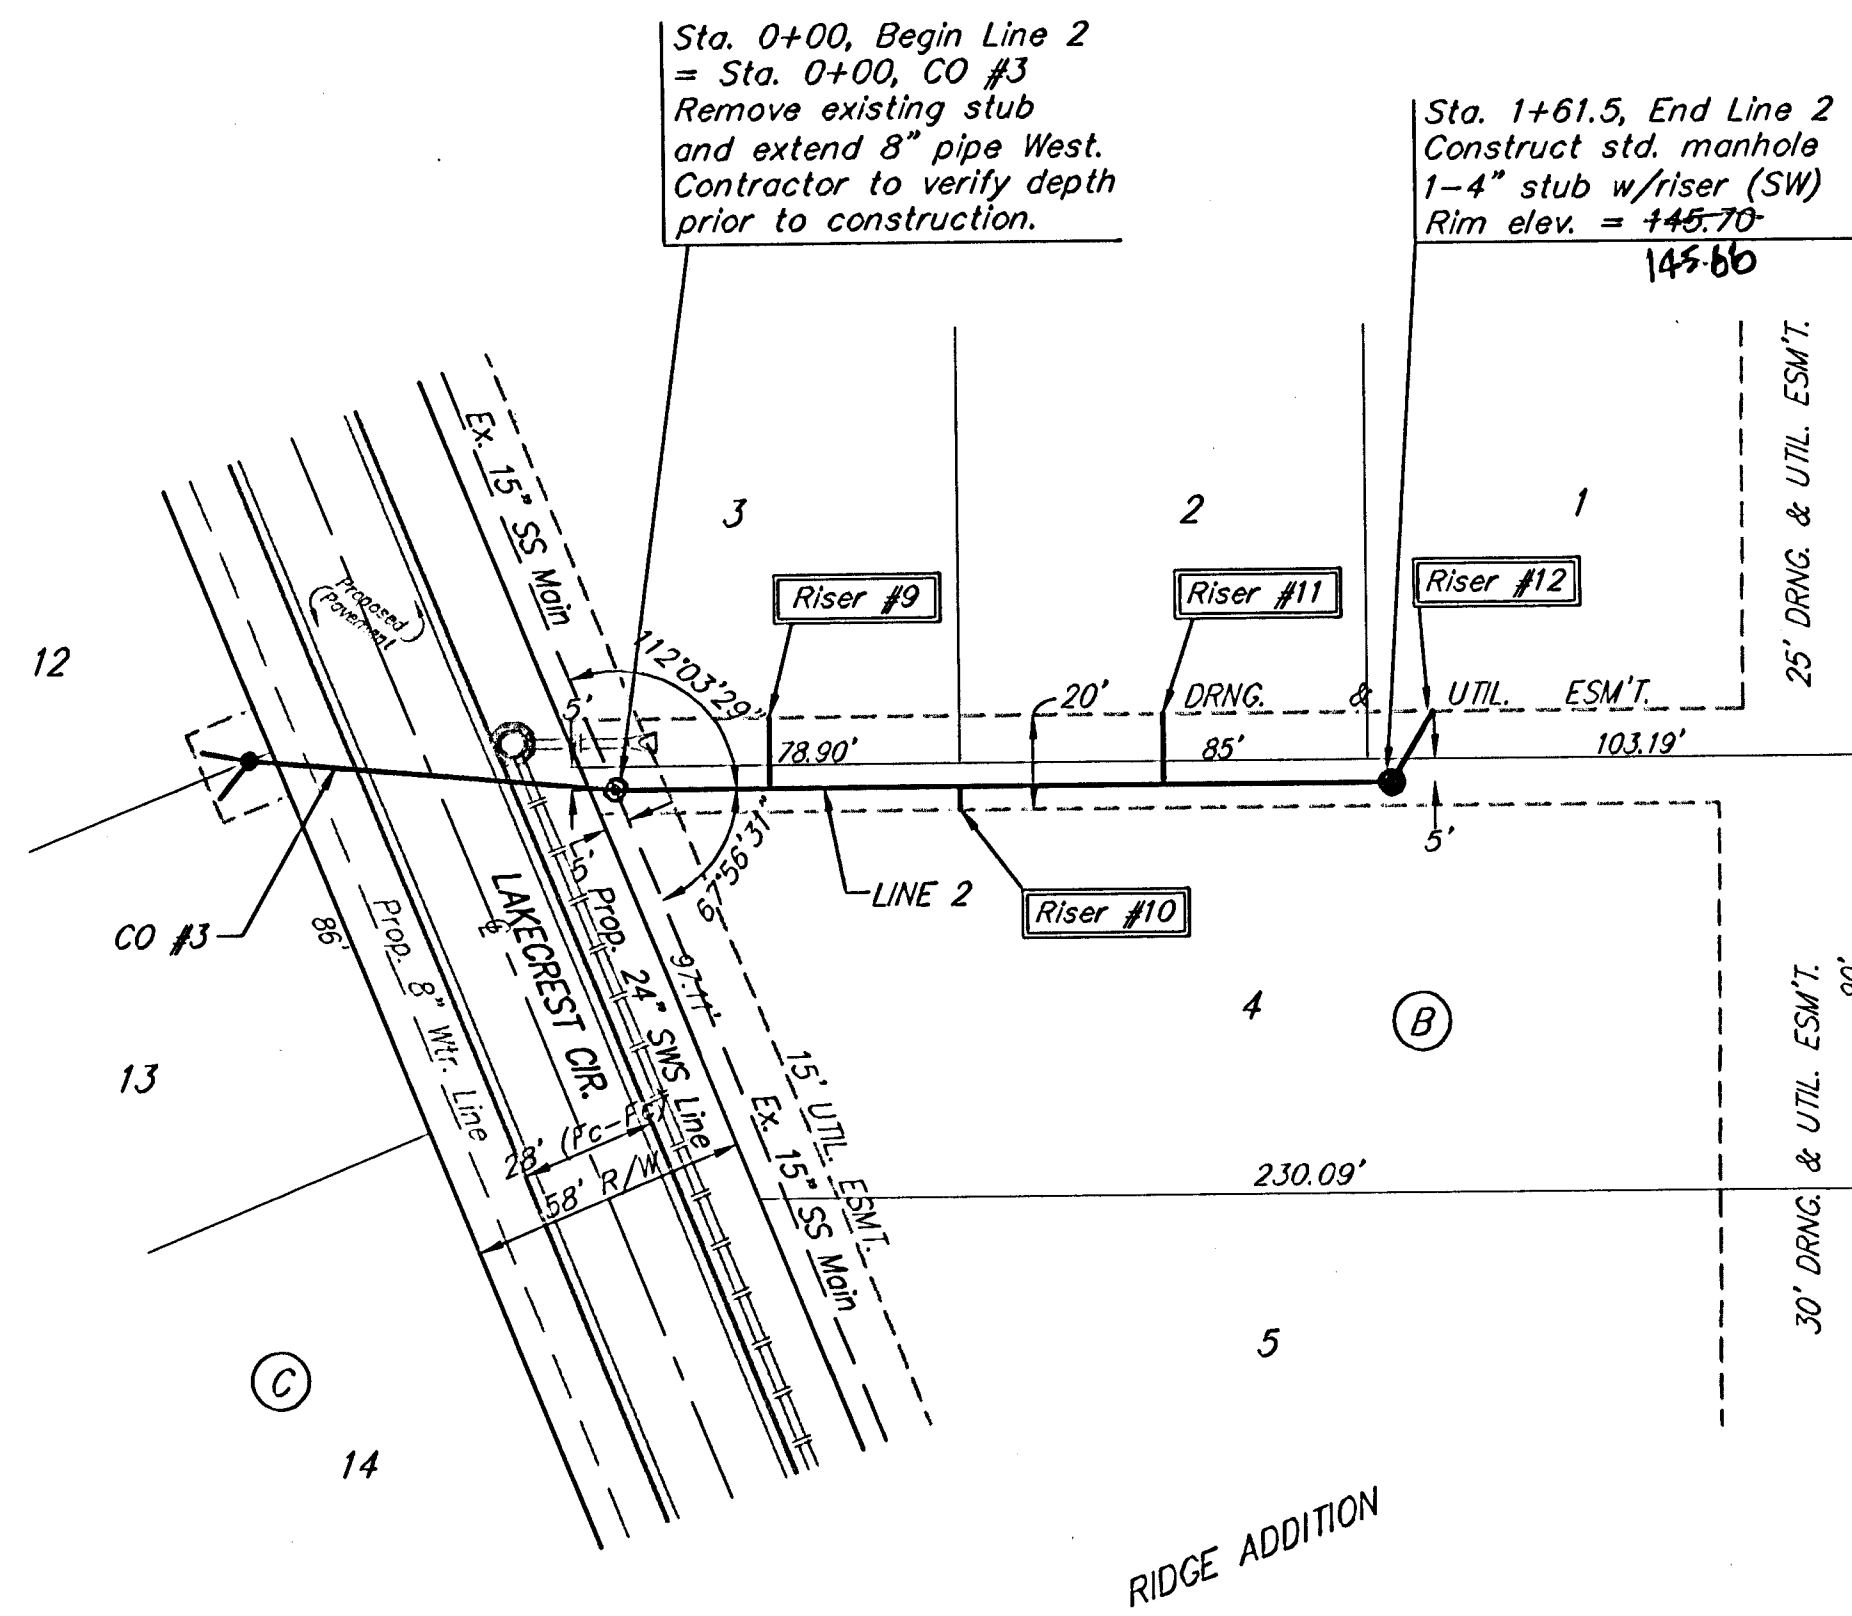 Sta. 0+00, Begin Line 2
= Sta. 0+00, CO #3
Remove existing stub
and extend 8" pipe West.
Contractor to verify depth
prior to construction.
Sta. 1+61.5, End Line 2
Construct std. manhole
1-4" stub w/riser (SW)
Rim elev. = 145.70
145.66
25' DRNG. & UTIL. ESM'T.
Ex. 15" SS Main
3
2
1
Riser #9
Riser #11
Riser #12
(Proposed
Pavement)
12
112°03'29"
5'
20' DRNG. & UTIL. ESM'T.
78.90'
85'
103.19'
5'
5'
67°56'31"
LINE 2
Riser #10
CO #3
86'
Prop. 8" Wtr. Line
LAKECREST CIR.
Prop. 24" SWS Line
97.11'
4
B
90'
13
15' UTIL. ESMT.
Ex. 15" SS Main
28' (Fc-Fc)
58' R/W
230.09'
30' DRNG. & UTIL. ESM'T.
5
C
14
RIDGE ADDITION